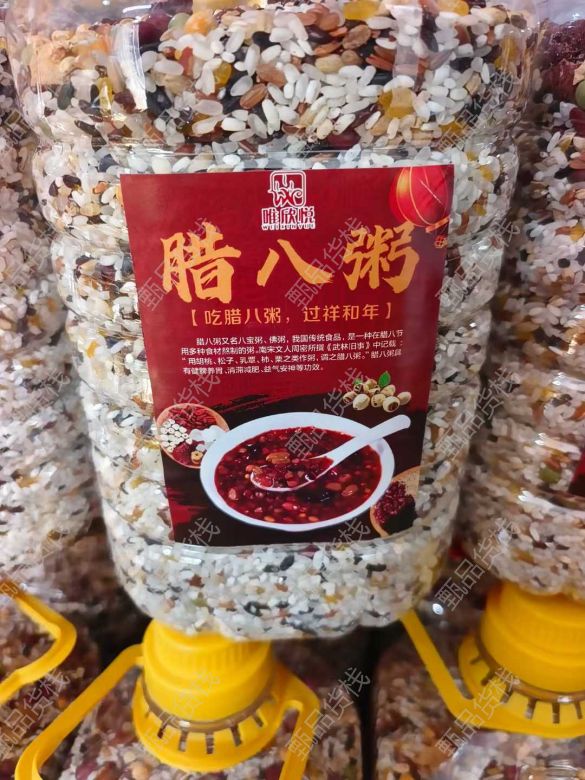 唯欣悦
WEIXINYUE
腊八粥
【吃腊八粥，过祥和年】
腊八粥又名八宝粥、佛粥，我国传统食品，是一种在腊八节
用多种食材熬制的粥。南宋文人周密所撰《武林旧事》中记载：
“用胡桃、松子、乳蕈、柿、栗之类作粥，谓之腊八粥。”腊八粥具
有健脾养胃、消滞减肥、益气安神等功效。
甄品货栈